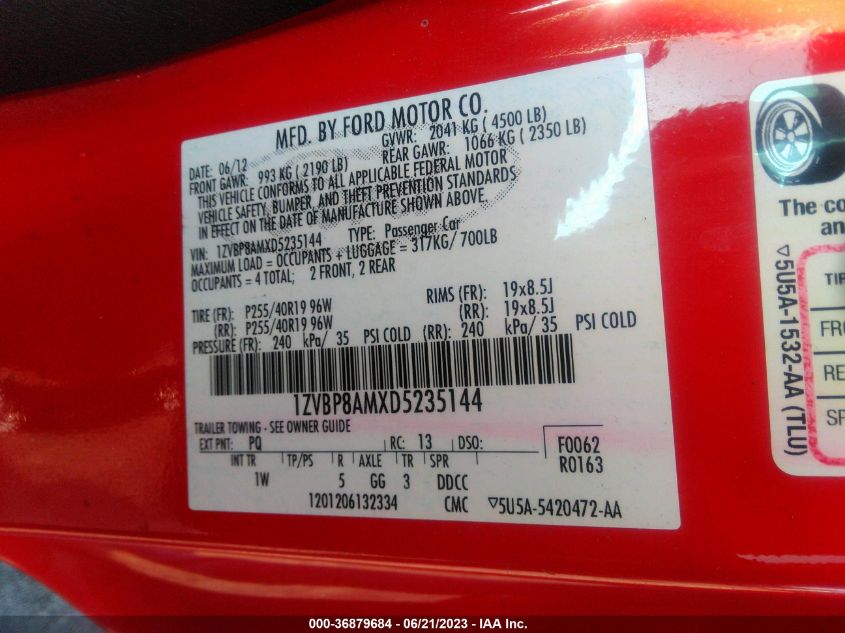 MFD. BY FORD MOTOR CO.
DATE: 06/12 GVWR: 2041 KG ( 4500 LB)
FRONT GAWR: 993 KG ( 2190 LB) REAR GAWR: 1066 KG ( 2350 LB)
THIS VEHICLE CONFORMS TO ALL APPLICABLE FEDERAL MOTOR
VEHICLE SAFETY, BUMPER, AND THEFT PREVENTION STANDARDS
IN EFFECT ON THE DATE OF MANUFACTURE SHOWN ABOVE.
VIN: 1ZVBP8AMXD5235144 TYPE: Passenger Car
MAXIMUM LOAD = OCCUPANTS + LUGGAGE = 317KG/ 700LB
OCCUPANTS = 4 TOTAL; 2 FRONT, 2 REAR
TIRE (FR): P255/40R19 96W RIMS (FR): 19x8.5J
(RR): P255/40R19 96W (RR): 19x8.5J
PRESSURE (FR): 240 kPa/ 35 PSI COLD (RR): 240 kPa/ 35 PSI COLD
1ZVBP8AMXD5235144
TRAILER TOWING - SEE OWNER GUIDE
EXT PNT: PQ RC: 13 DSO:
F0062
R0163
INT TR TP/PS R AXLE TR SPR
1W 5 GG 3 DDCC
1201206132334 CMC ▽5U5A-5420472-AA
The co
an
▽5U5A-1532-AA (TLU)
TIR
FRO
RE
SP
000-36879684 - 06/21/2023 - IAA Inc.